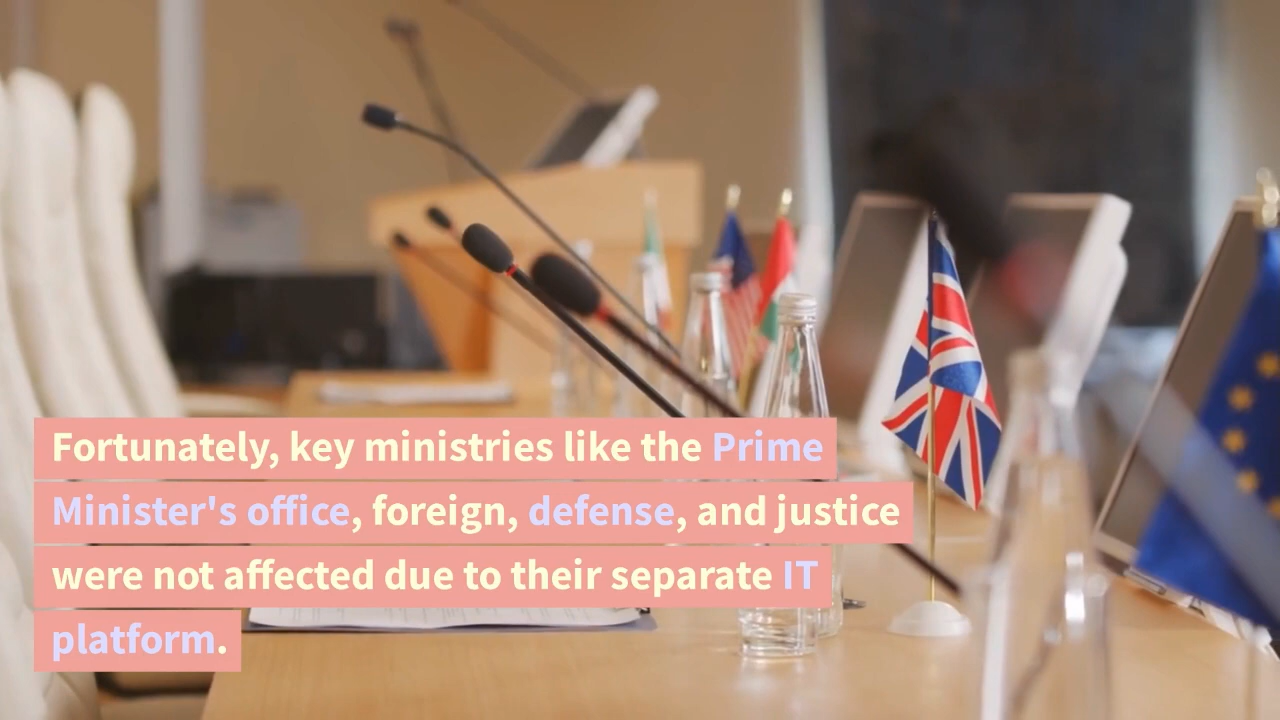 Fortunately, key ministries like the Prime
Minister's office, foreign, defense, and justice
were not affected due to their separate IT
platform.